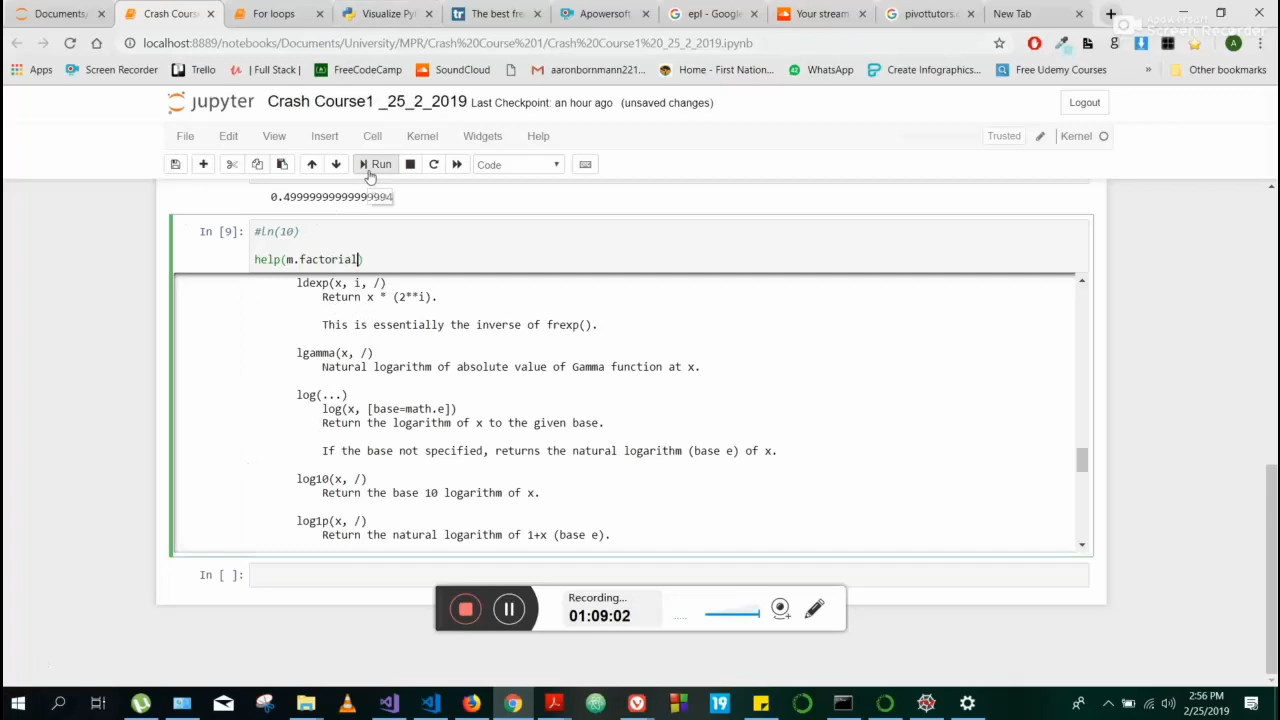 Documents/
Crash Cours
For loops
Visualize Py
The best fre
Apowersoft
epl - Google
Your stream
pivottutors.c
New Tab
localhost:8889/notebooks/Documents/University/MPR/Crash%20Course%201/Crash%20Course1%20_25_2_2019.ipynb
Apowersoft
Screen Recorder
Apps
Screen Recorder
Trello
| Full Stack |
FreeCodeCamp
SoundCloud
aaronbornmann221...
Home - First Nation...
WhatsApp
Create Infographics...
Free Udemy Courses
»
Other bookmarks
jupyter
Crash Course1 _25_2_2019
Last Checkpoint: an hour ago
(unsaved changes)
Logout
File
Edit
View
Insert
Cell
Kernel
Widgets
Help
Trusted
Kernel
Run
Code
In [9]:
#ln(10)
help(m.factorial)
ldexp(x, i, /)
Return x * (2**i).
This is essentially the inverse of frexp().
lgamma(x, /)
Natural logarithm of absolute value of Gamma function at x.
log(...)
log(x, [base=math.e])
Return the logarithm of x to the given base.
If the base not specified, returns the natural logarithm (base e) of x.
log10(x, /)
Return the base 10 logarithm of x.
log1p(x, /)
Return the natural logarithm of 1+x (base e).
In [ ]:
Recording...
01:09:02
2:56 PM
2/25/2019